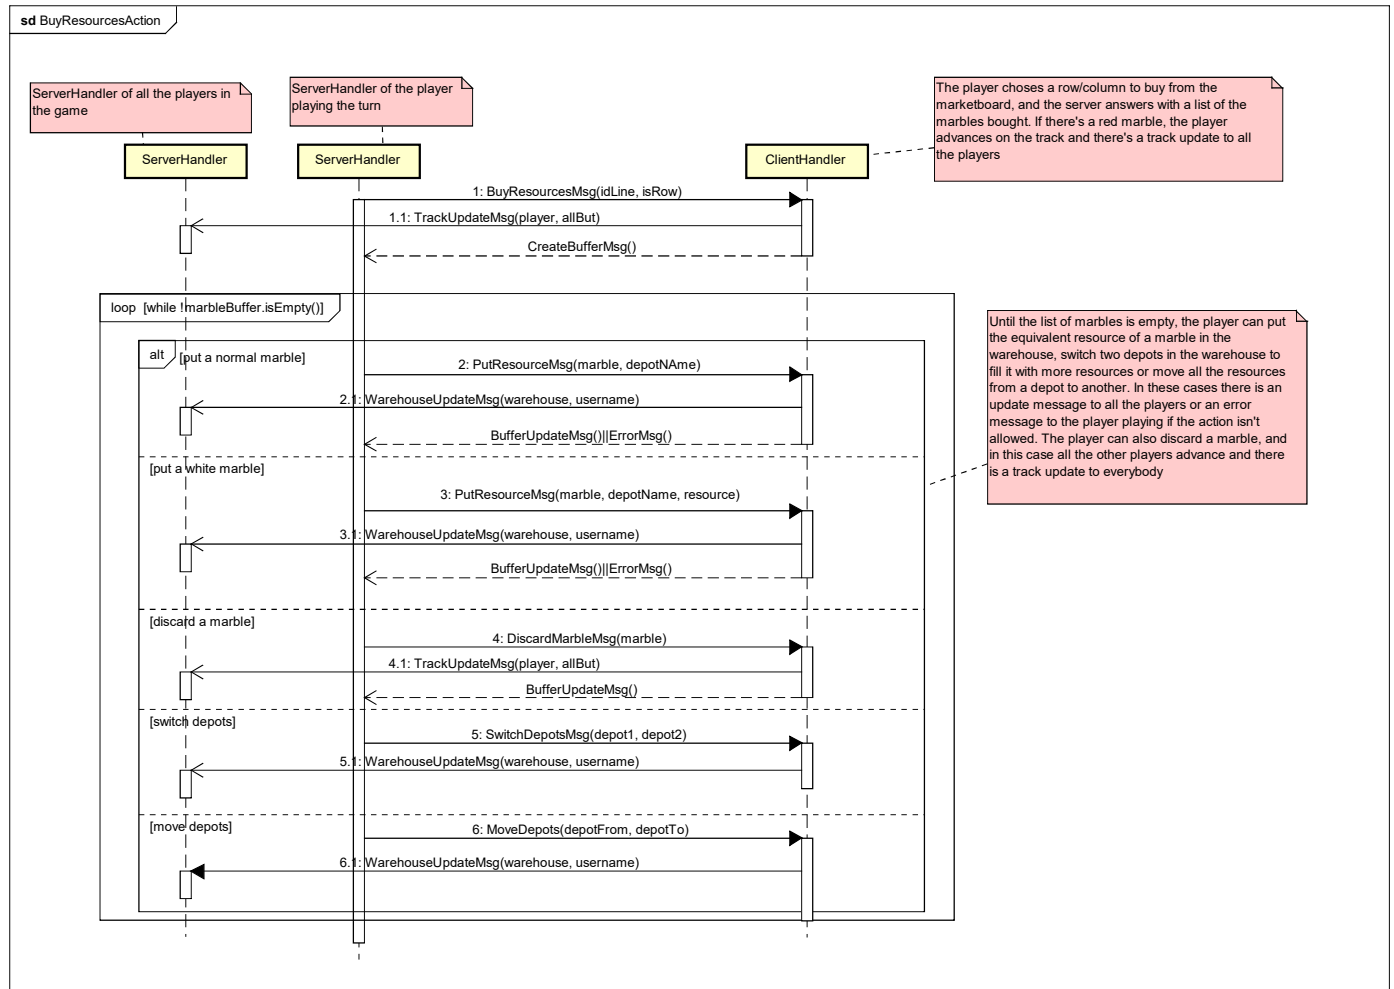 sd BuyResourcesAction
ServerHandler of all the players in
the game
ServerHandler of the player
playing the turn
The player choses a row/column to buy from the
marketboard, and the server answers with a list of the
marbles bought. If there's a red marble, the player
advances on the track and there's a track update to all
the players
ServerHandler
ServerHandler
ClientHandler
1: BuyResourcesMsg(idLine, isRow)
1.1: TrackUpdateMsg(player, allBut)
CreateBufferMsg()
loop [while !marbleBuffer.isEmpty()]
Until the list of marbles is empty, the player can put
the equivalent resource of a marble in the
warehouse, switch two depots in the warehouse to
fill it with more resources or move all the resources
from a depot to another. In these cases there is an
update message to all the players or an error
message to the player playing if the action isn't
allowed. The player can also discard a marble, and
in this case all the other players advance and there
is a track update to everybody
alt [put a normal marble]
2: PutResourceMsg(marble, depotNAme)
2.1: WarehouseUpdateMsg(warehouse, username)
BufferUpdateMsg()||ErrorMsg()
[put a white marble]
3: PutResourceMsg(marble, depotName, resource)
3.1: WarehouseUpdateMsg(warehouse, username)
BufferUpdateMsg()||ErrorMsg()
[discard a marble]
4: DiscardMarbleMsg(marble)
4.1: TrackUpdateMsg(player, allBut)
BufferUpdateMsg()
[switch depots]
5: SwitchDepotsMsg(depot1, depot2)
5.1: WarehouseUpdateMsg(warehouse, username)
[move depots]
6: MoveDepots(depotFrom, depotTo)
6.1: WarehouseUpdateMsg(warehouse, username)